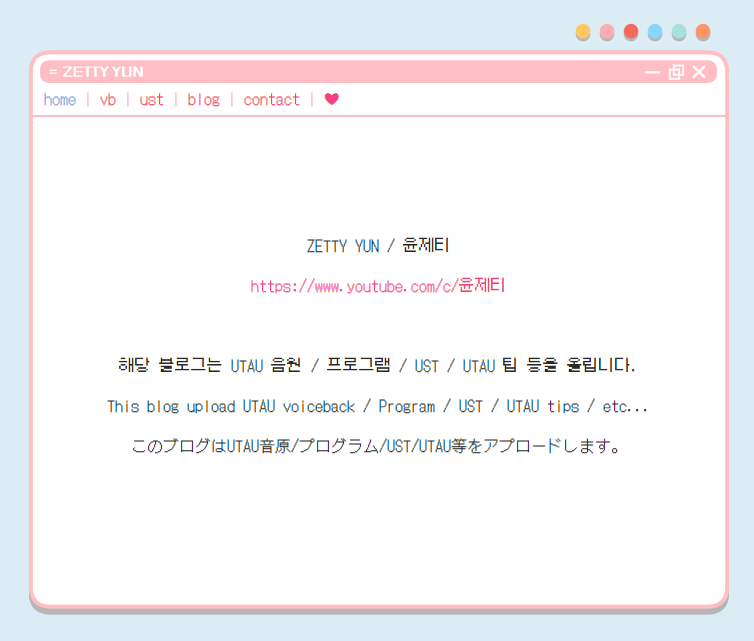 = ZETTY YUN
home | vb | ust | blog | contact | ♥
ZETTY YUN / 윤제티
https://www.youtube.com/c/윤제티
해당 블로그는 UTAU 음원 / 프로그램 / UST / UTAU 팁 등을 올립니다.
This blog upload UTAU voiceback / Program / UST / UTAU tips / etc...
このブログはUTAU音原/プログラム/UST/UTAU等をアプロードします。